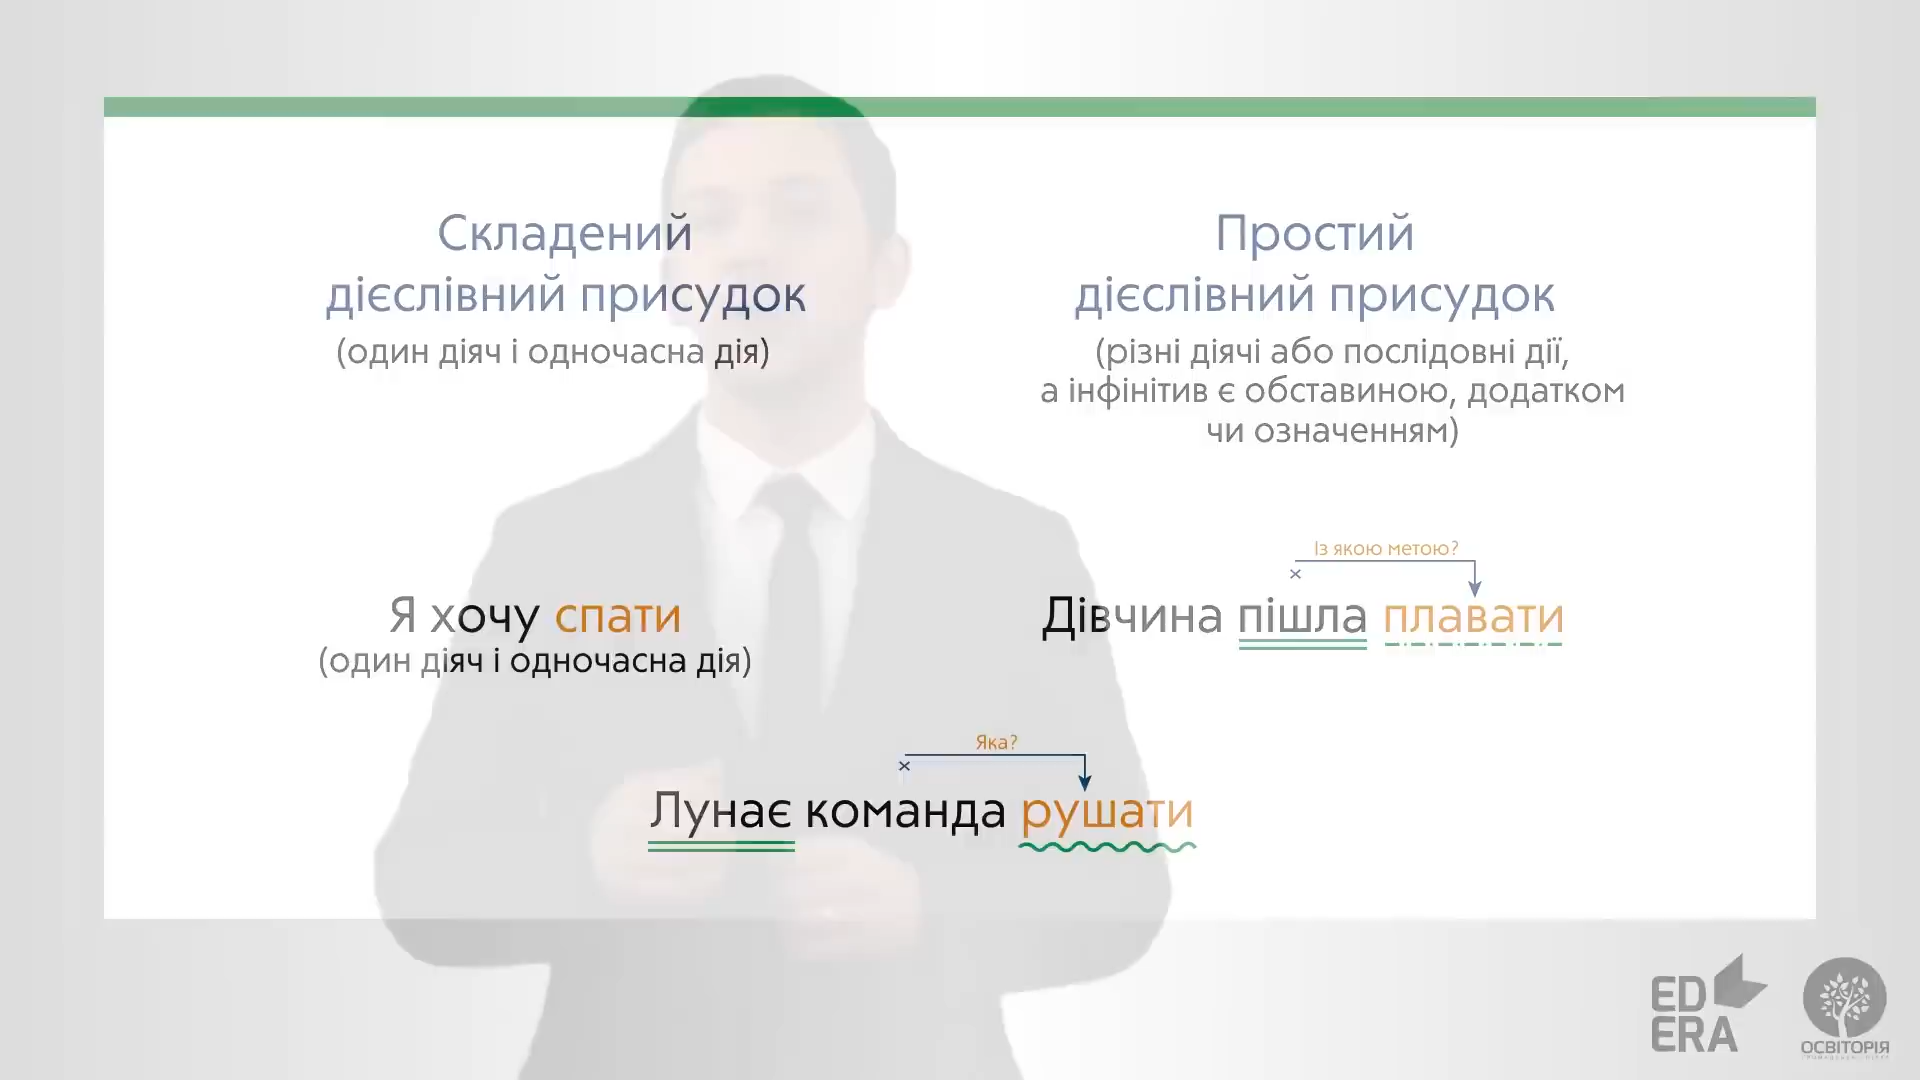 Складений
дієслівний присудок
(один діяч і одночасна дія)
Простий
дієслівний присудок
(різні діячі або послідовні дії,
а інфінітив є обставиною, додатком
чи означенням)
Я хочу спати
(один діяч і одночасна дія)
Із якою метою?
×
Дівчина пішла плавати
Яка?
×
Лунає команда рушати
ED
ERA
ОСВІТОРІЯ